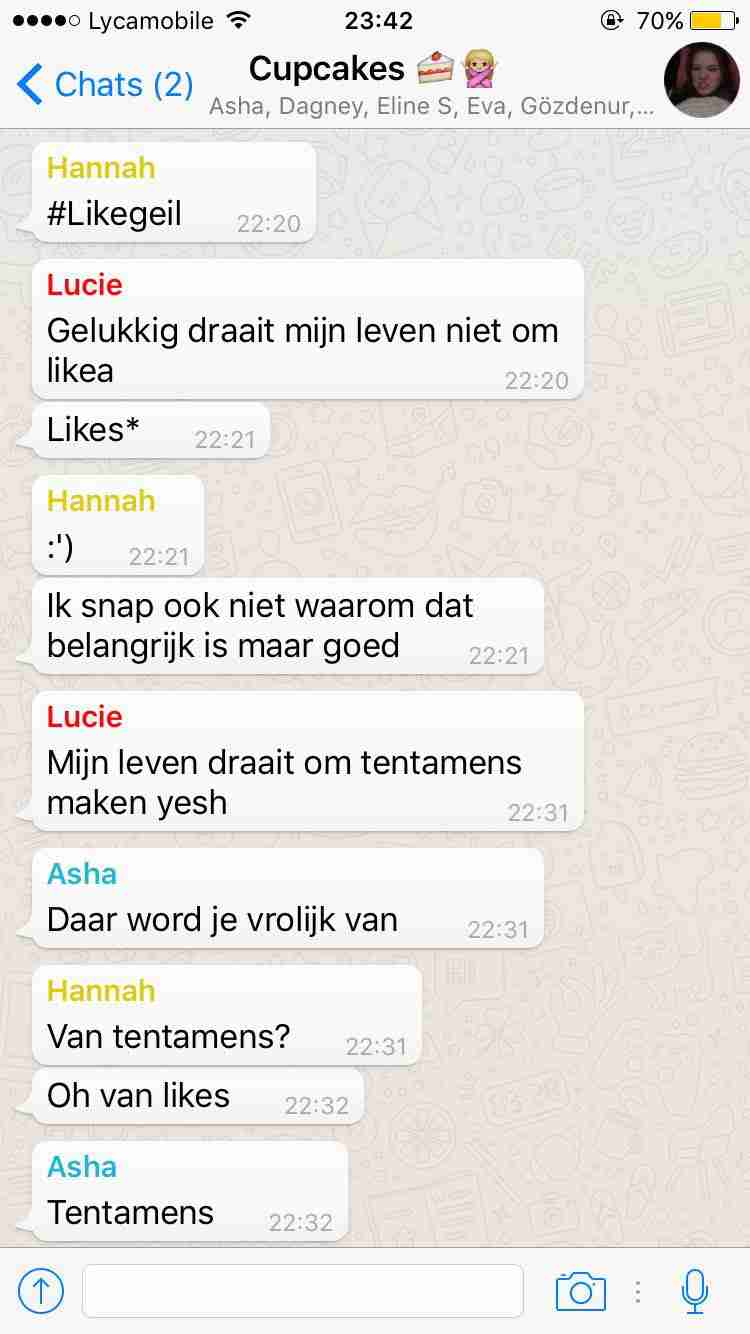 Lycamobile 23:42 70%
Chats (2) Cupcakes 🍰🙅🏼
Asha, Dagney, Eline S, Eva, Gözdenur,...
Hannah
#Likegeil 22:20
Lucie
Gelukkig draait mijn leven niet om
likea 22:20
Likes* 22:21
Hannah
:') 22:21
Ik snap ook niet waarom dat
belangrijk is maar goed 22:21
Lucie
Mijn leven draait om tentamens
maken yesh 22:31
Asha
Daar word je vrolijk van 22:31
Hannah
Van tentamens? 22:31
Oh van likes 22:32
Asha
Tentamens 22:32